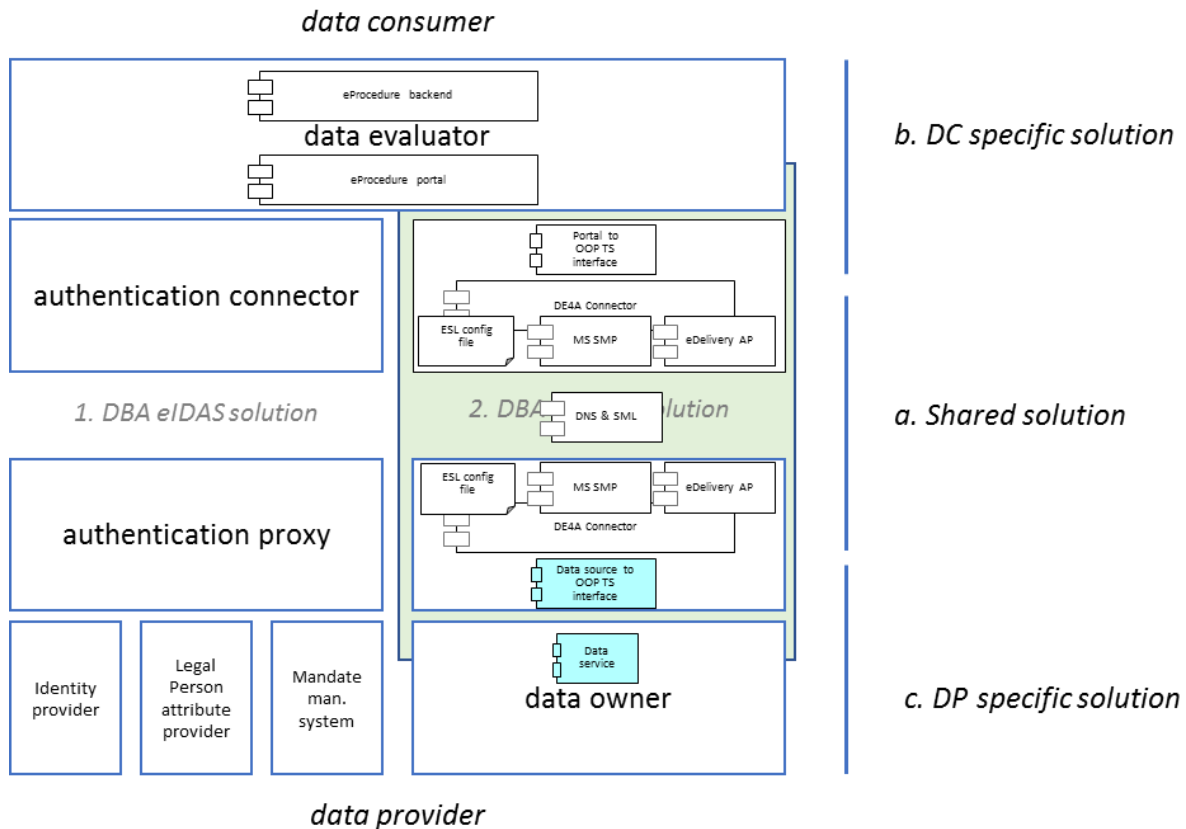 data consumer
eProcedure backend
data evaluator
eProcedure portal
b. DC specific solution
Portal to
OOP TS
interface
authentication connector
DE4A Connector
ESL config
file
MS SMP
eDelivery AP
1. DBA eIDAS solution
2. DBA
DNS & SML
olution
a. Shared solution
ESL config
file
MS SMP
eDelivery AP
DE4A Connector
authentication proxy
Data source to
OOP TS
interface
Data
service
data owner
Identity
provider
Legal
Person
attribute
provider
Mandate
man.
system
c. DP specific solution
data provider